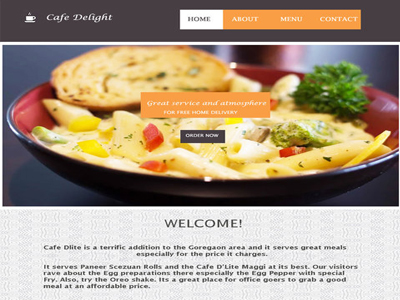 Cafe Delight
HOME ABOUT MENU CONTACT
Great service and atmosphere
FOR FREE HOME DELIVERY
ORDER NOW
WELCOME!
Cafe Dlite is a terrific addition to the Goregaon area and it serves great meals
especially for the price it charges.
It serves Paneer Scezuan Rolls and the Cafe D'Lite Maggi at its best. Our visitors
rave about the Egg preparations there especially the Egg Pepper with special
Fry. Also, try the Oreo shake. Its a great place for office goers to grab a good
meal at an affordable price.